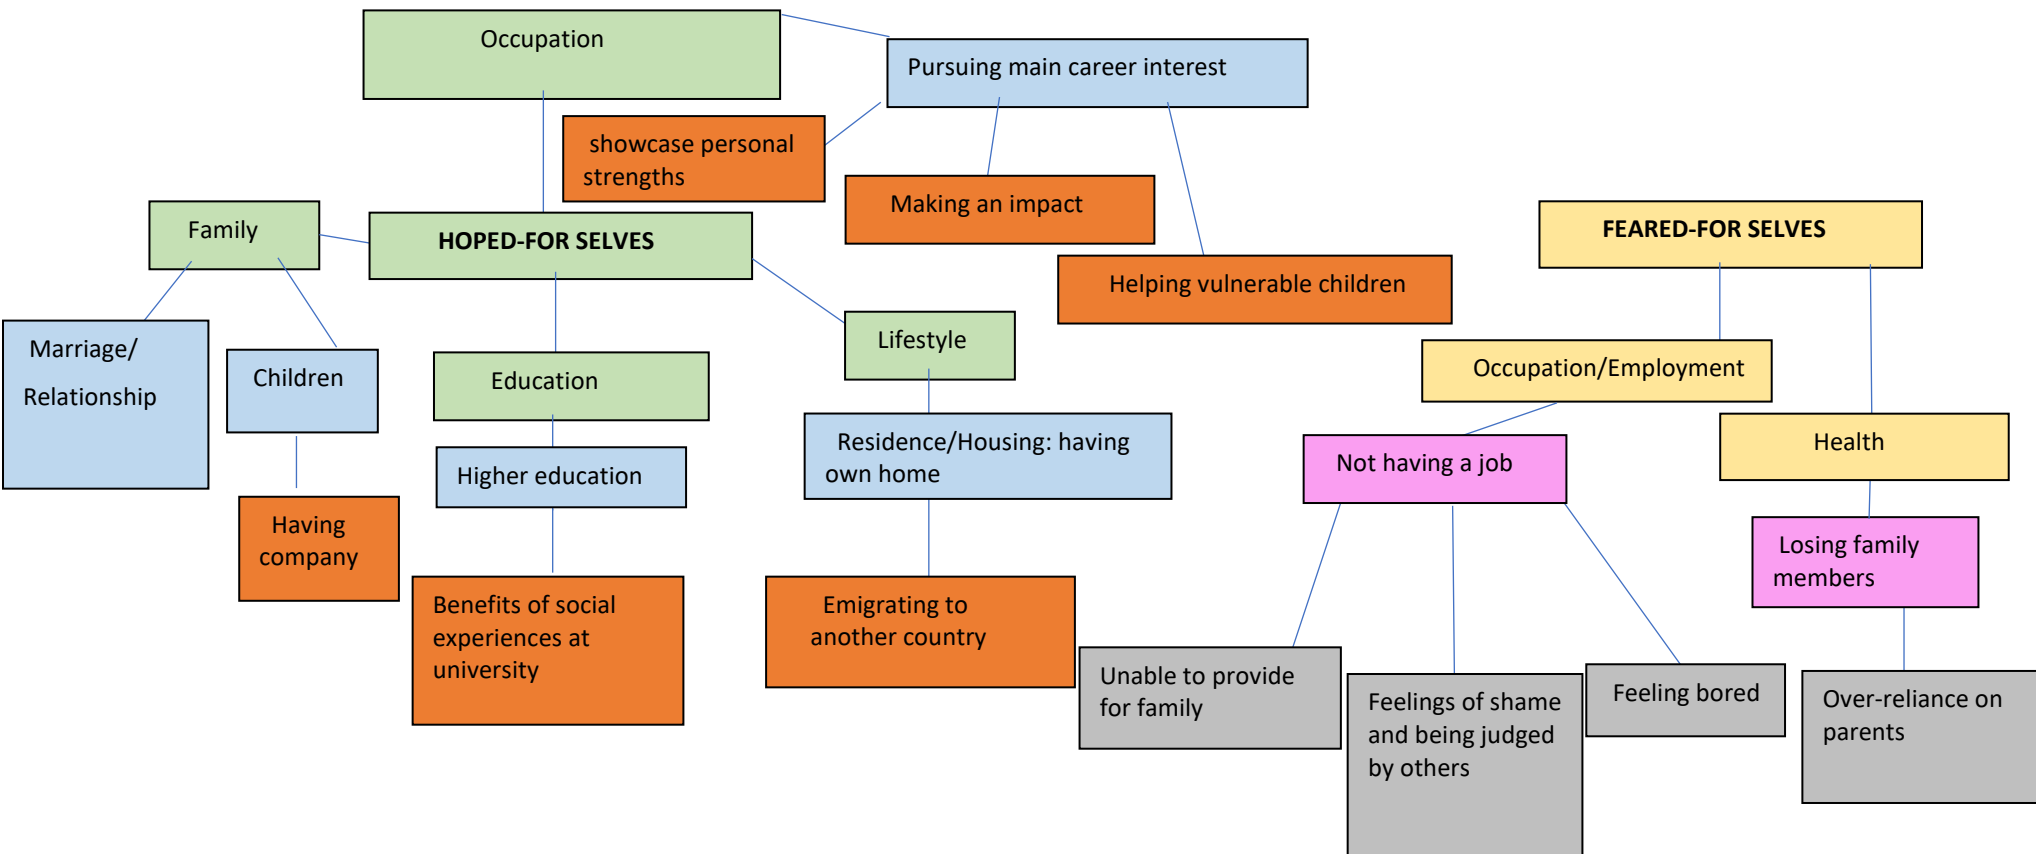 Occupation
Pursuing main career interest
showcase personal
strengths
Making an impact
Family
HOPED-FOR SELVES
FEARED-FOR SELVES
Helping vulnerable children
Lifestyle
Marriage/
Relationship
Children
Education
Occupation/Employment
Residence/Housing: having
own home
Higher education
Not having a job
Health
Having
company
Losing family
members
Benefits of social
experiences at
university
Emigrating to
another country
Unable to provide
for family
Feelings of shame
and being judged
by others
Feeling bored
Over-reliance on
parents